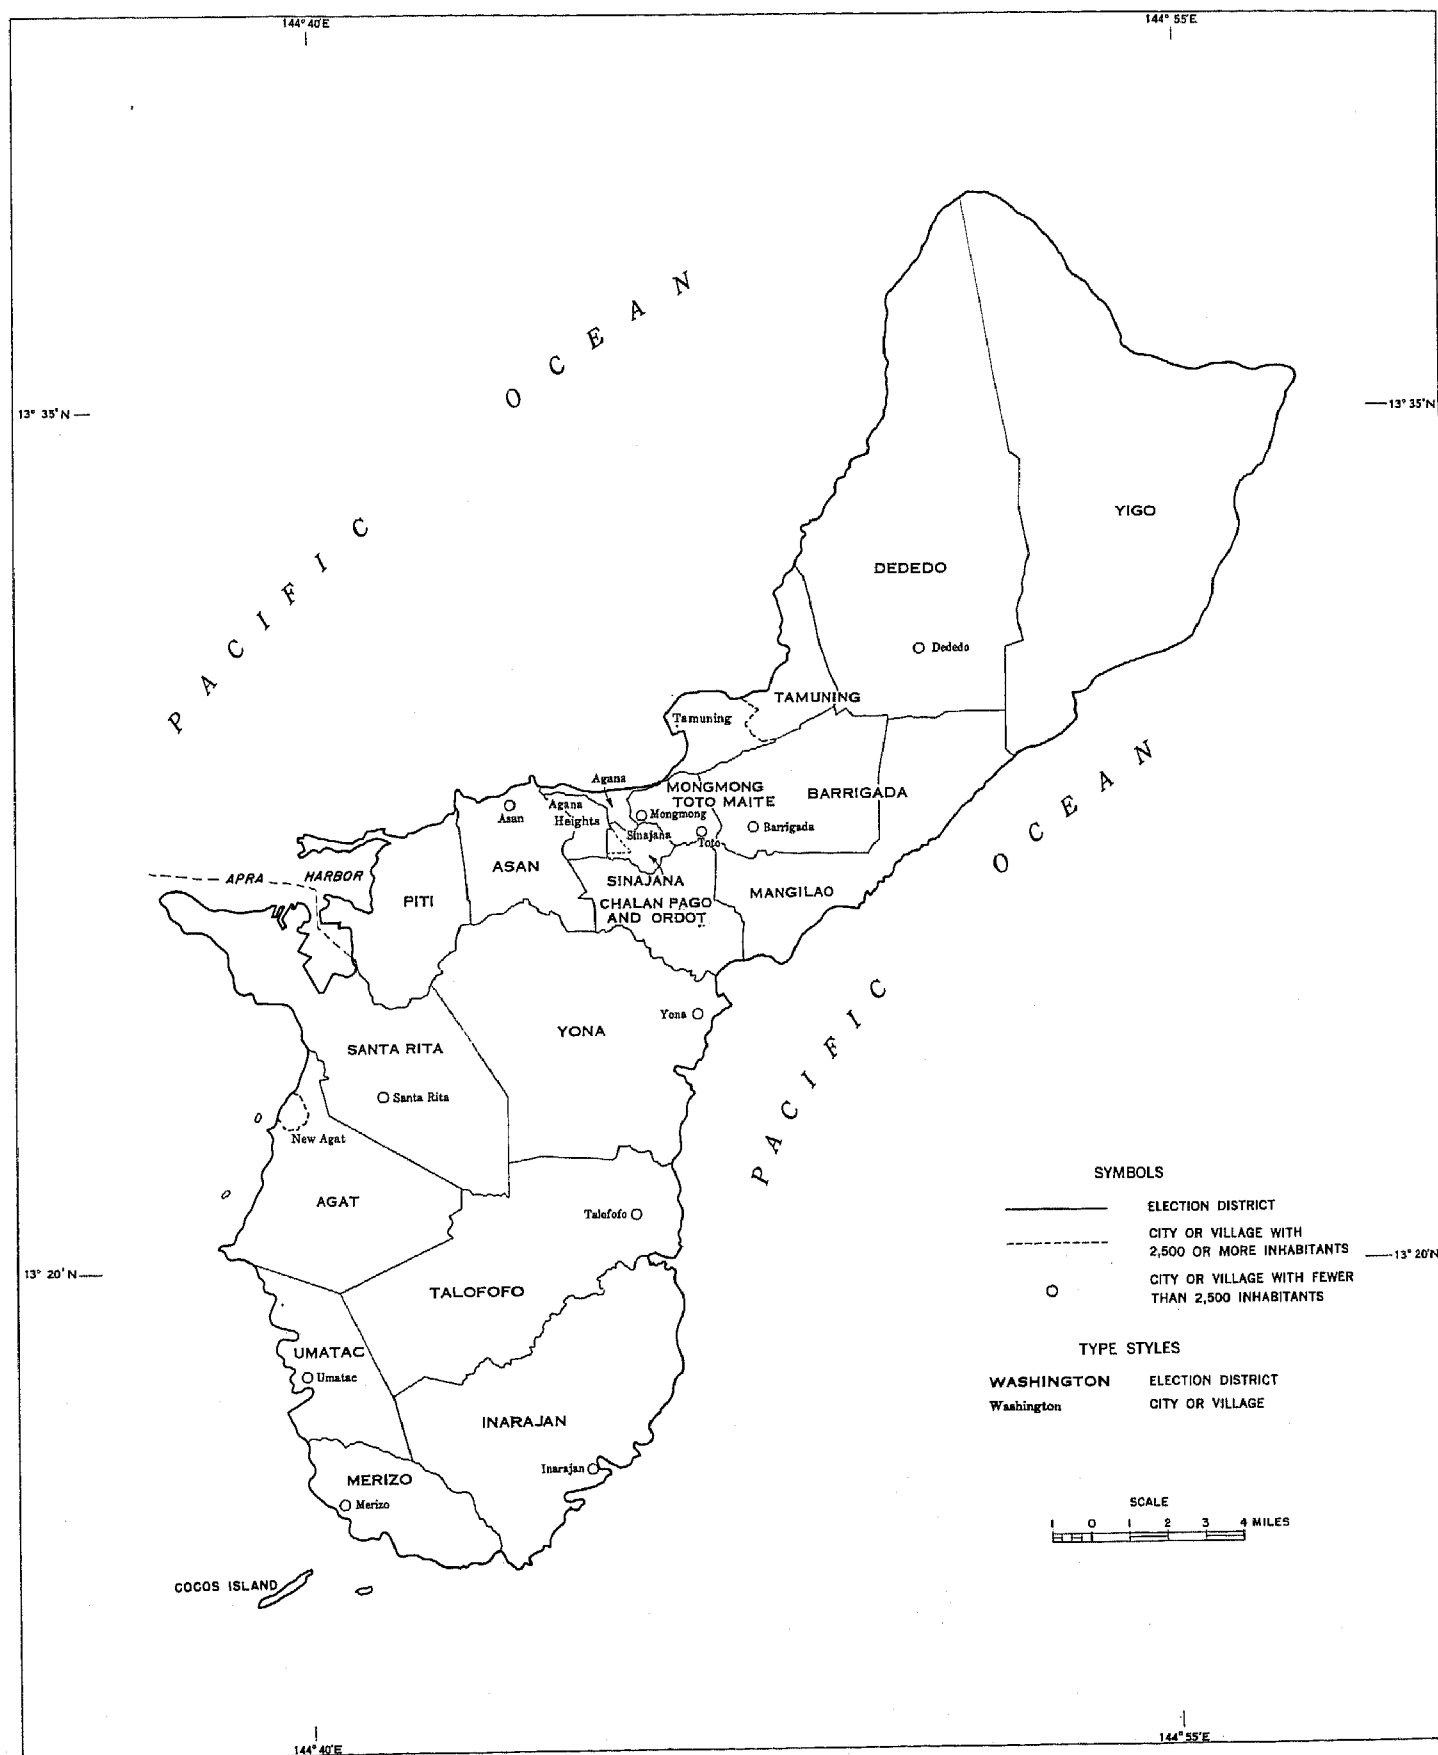 144° 40'E
144° 55'E
PACIFIC OCEAN
13° 35'N
13° 35'N
YIGO
DEDEDO
Dededo
TAMUNING
Tamuning
Agana
MONGMONG
TOTO MAITE
BARRIGADA
Agana
Heights
Asan
Mongmong
Barrigada
Sinajana
Toto
ASAN
APRA HARBOR
SINAJANA
MANGILAO
PITI
CHALAN PAGO
AND ORDOT
PACIFIC OCEAN
Yona
YONA
SANTA RITA
Santa Rita
New Agat
AGAT
Talofofo
13° 20'N
13° 20'N
TALOFOFO
UMATAC
Umatac
INARAJAN
Inarajan
MERIZO
Merizo
COCOS ISLAND
SYMBOLS
ELECTION DISTRICT
CITY OR VILLAGE WITH
2,500 OR MORE INHABITANTS
CITY OR VILLAGE WITH FEWER
THAN 2,500 INHABITANTS
TYPE STYLES
WASHINGTON ELECTION DISTRICT
Washington CITY OR VILLAGE
SCALE
1 0 1 2 3 4 MILES
144° 40'E
144° 55'E